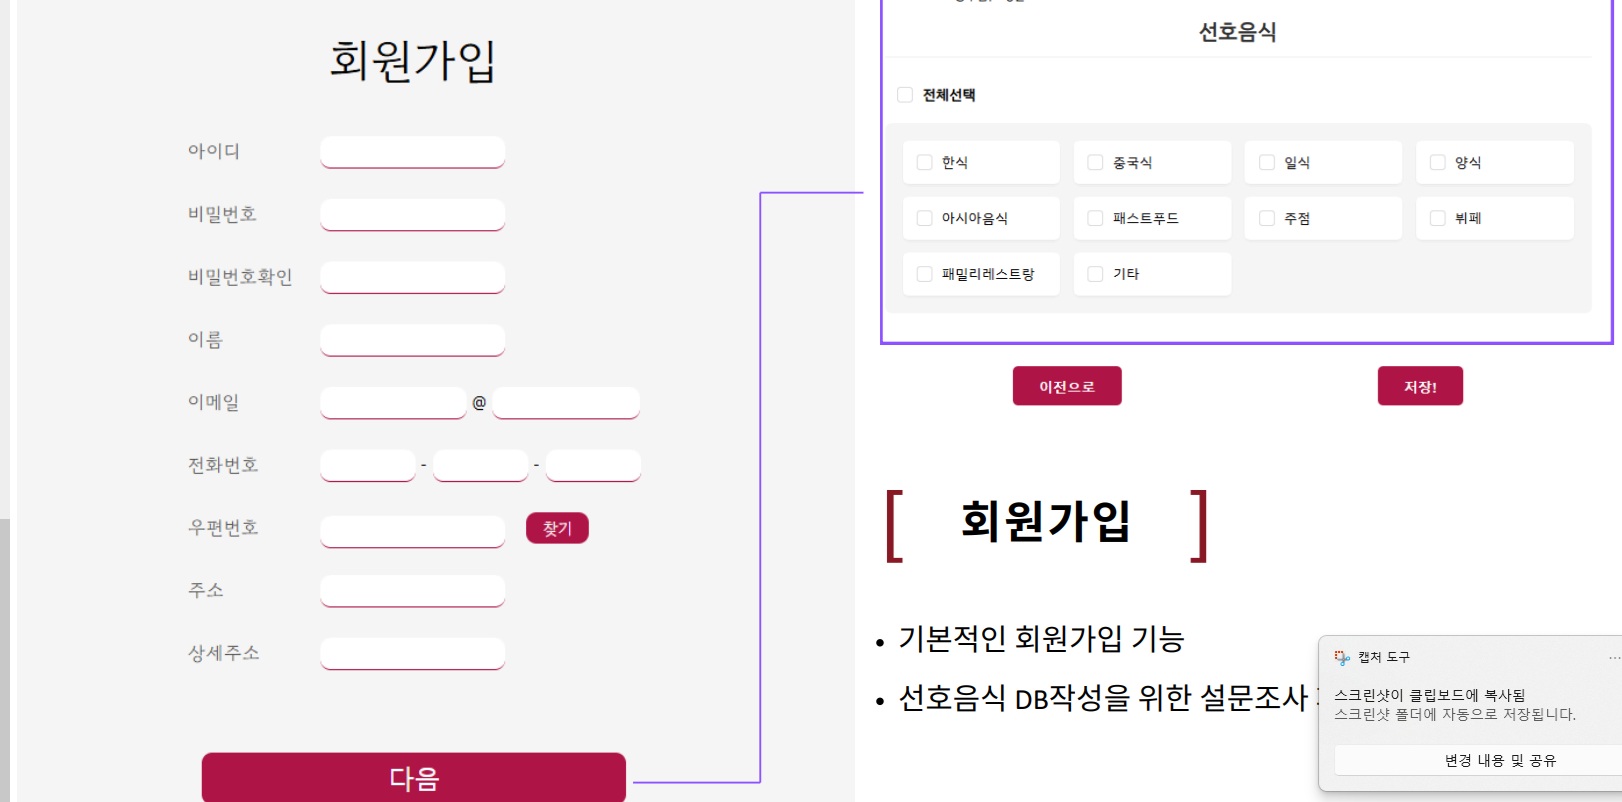 회원가입
아이디
비밀번호
비밀번호확인
이름
이메일 @
전화번호 - -
우편번호 찾기
주소
상세주소
다음
선호음식
전체선택
한식 중국식 일식 양식
아시아음식 패스트푸드 주점 뷔페
패밀리레스트랑 기타
이전으로 저장!
[ 회원가입 ]
• 기본적인 회원가입 기능
• 선호음식 DB작성을 위한 설문조사
캡처 도구 ...
스크린샷이 클립보드에 복사됨
스크린샷 폴더에 자동으로 저장됩니다.
변경 내용 및 공유